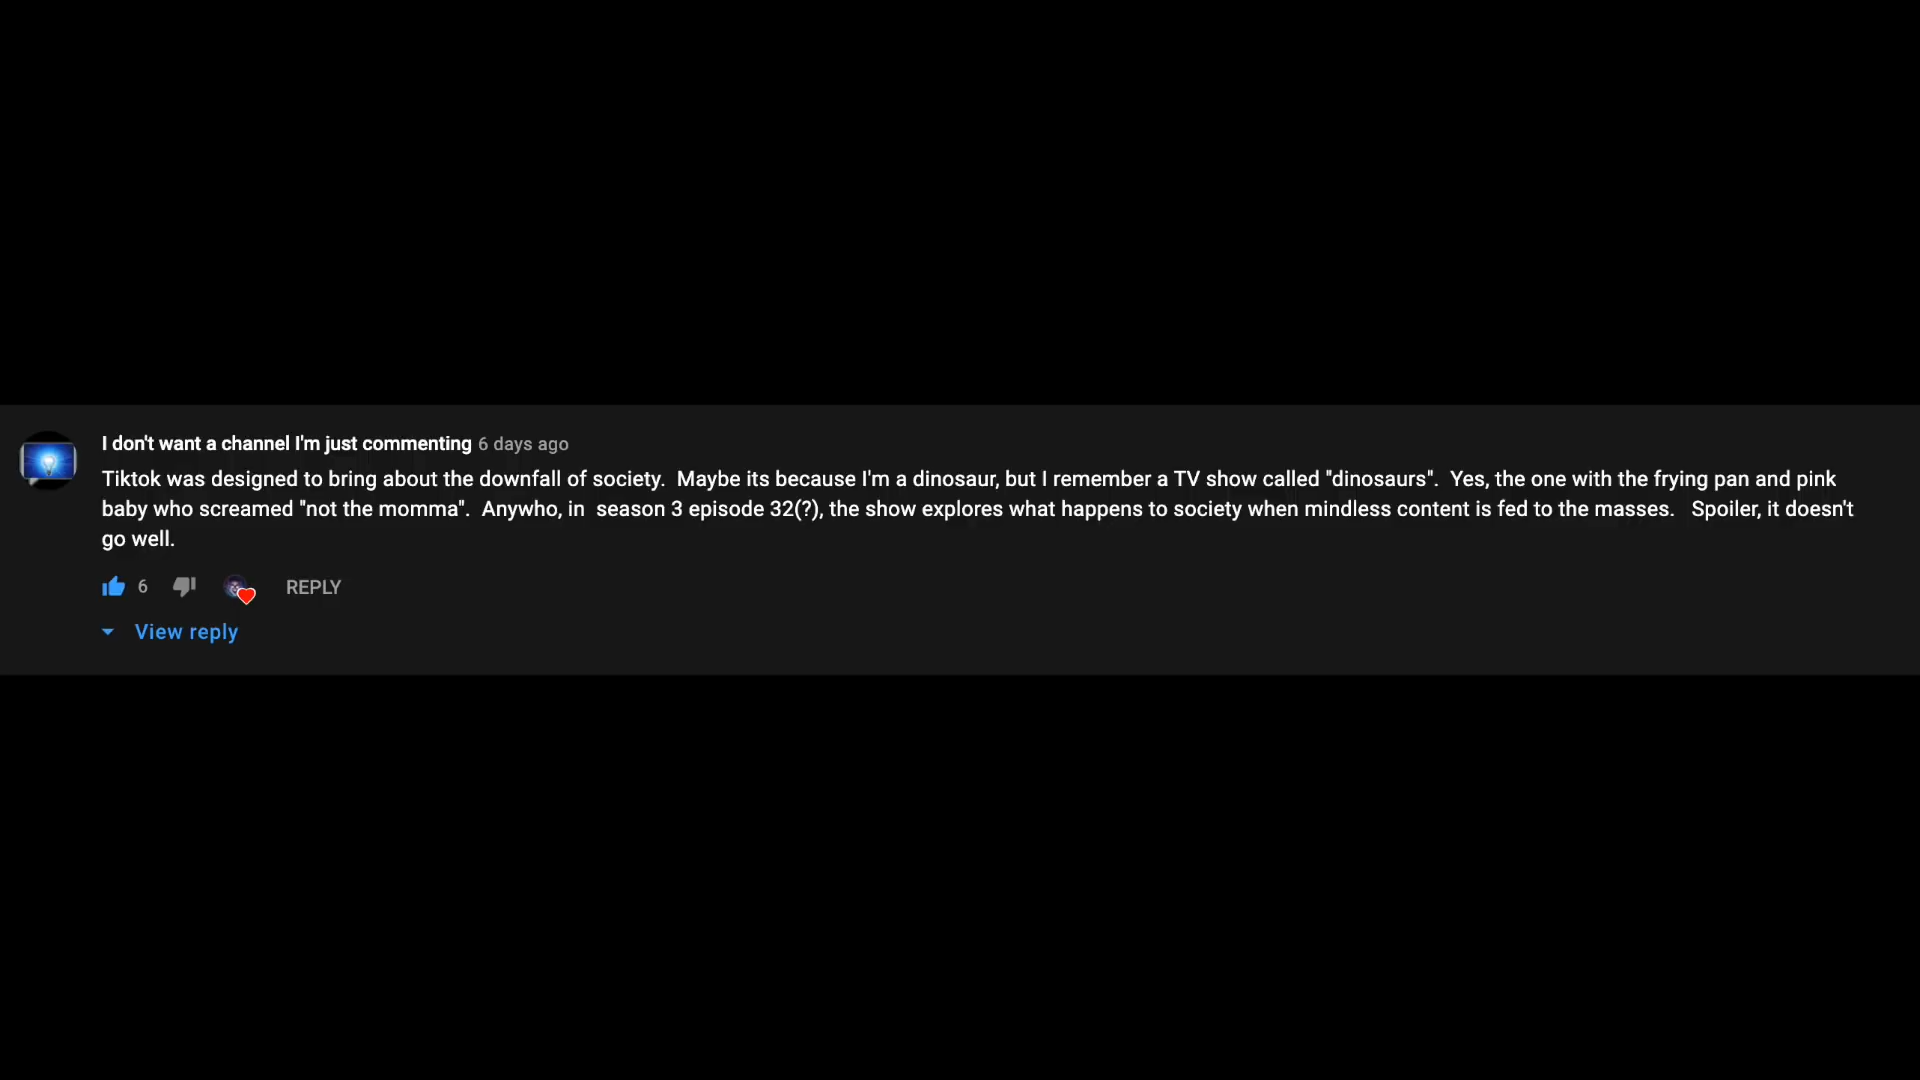 I don't want a channel I'm just commenting 6 days ago
Tiktok was designed to bring about the downfall of society.  Maybe its because I'm a dinosaur, but I remember a TV show called "dinosaurs".  Yes, the one with the frying pan and pink
baby who screamed "not the momma".  Anywho, in  season 3 episode 32(?), the show explores what happens to society when mindless content is fed to the masses.   Spoiler, it doesn't
go well.
6 REPLY
View reply